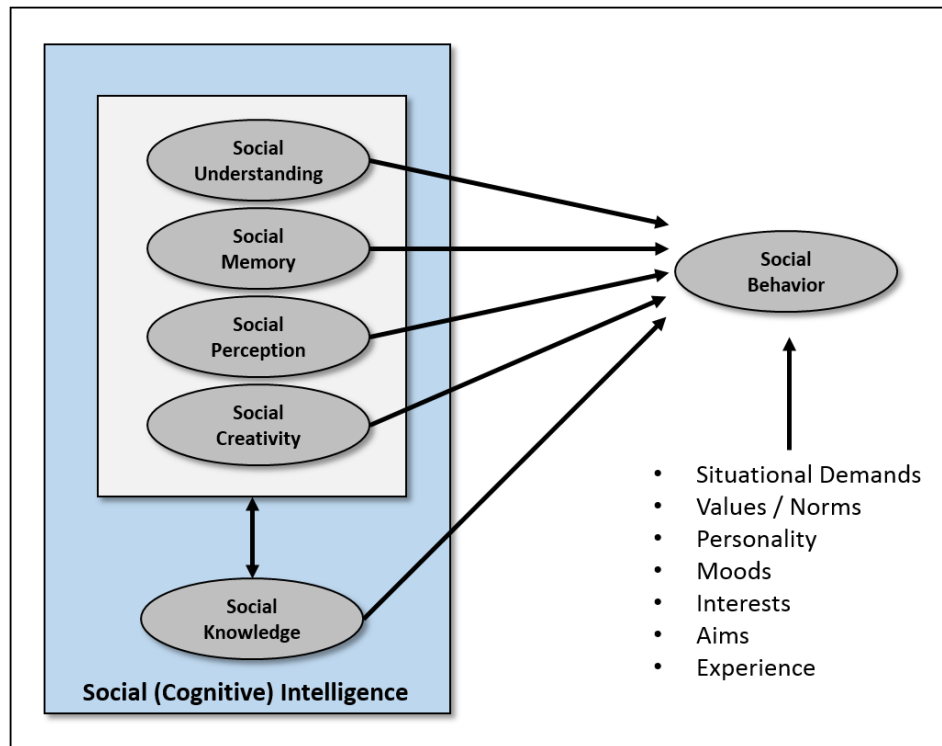 Social
Understanding
Social
Memory
Social
Perception
Social
Creativity
Social
Knowledge
Social (Cognitive) Intelligence
Social
Behavior
• Situational Demands
• Values / Norms
• Personality
• Moods
• Interests
• Aims
• Experience